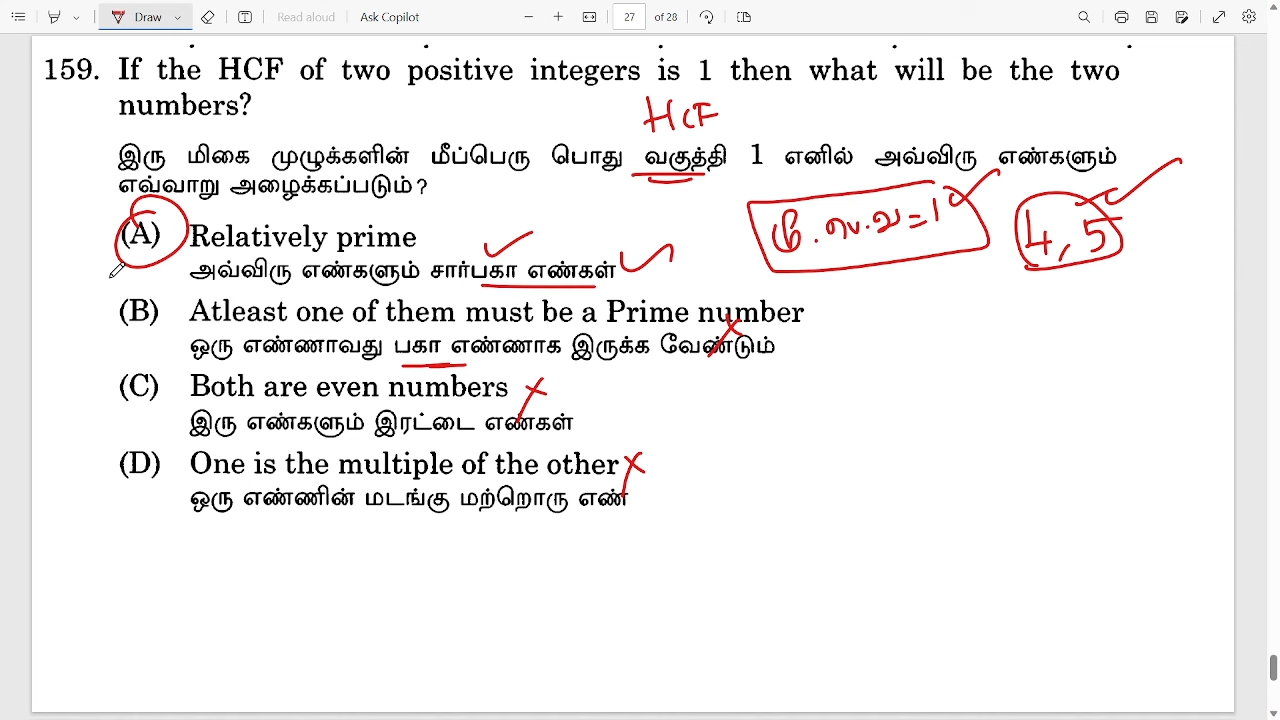 Draw Read aloud Ask Copilot 27 of 28
159. If the HCF of two positive integers is 1 then what will be the two
numbers?
HCF
இரு மிகை முழுக்களின் மீப்பெரு பொது வகுத்தி 1 எனில் அவ்விரு எண்களும்
எவ்வாறு அழைக்கப்படும்?
மீ.பொ.வ=1 4, 5
(A) Relatively prime
அவ்விரு எண்களும் சார்பகா எண்கள்
(B) Atleast one of them must be a Prime number
ஒரு எண்ணாவது பகா எண்ணாக இருக்க வேண்டும்
(C) Both are even numbers
இரு எண்களும் இரட்டை எண்கள்
(D) One is the multiple of the other
ஒரு எண்ணின் மடங்கு மற்றொரு எண்